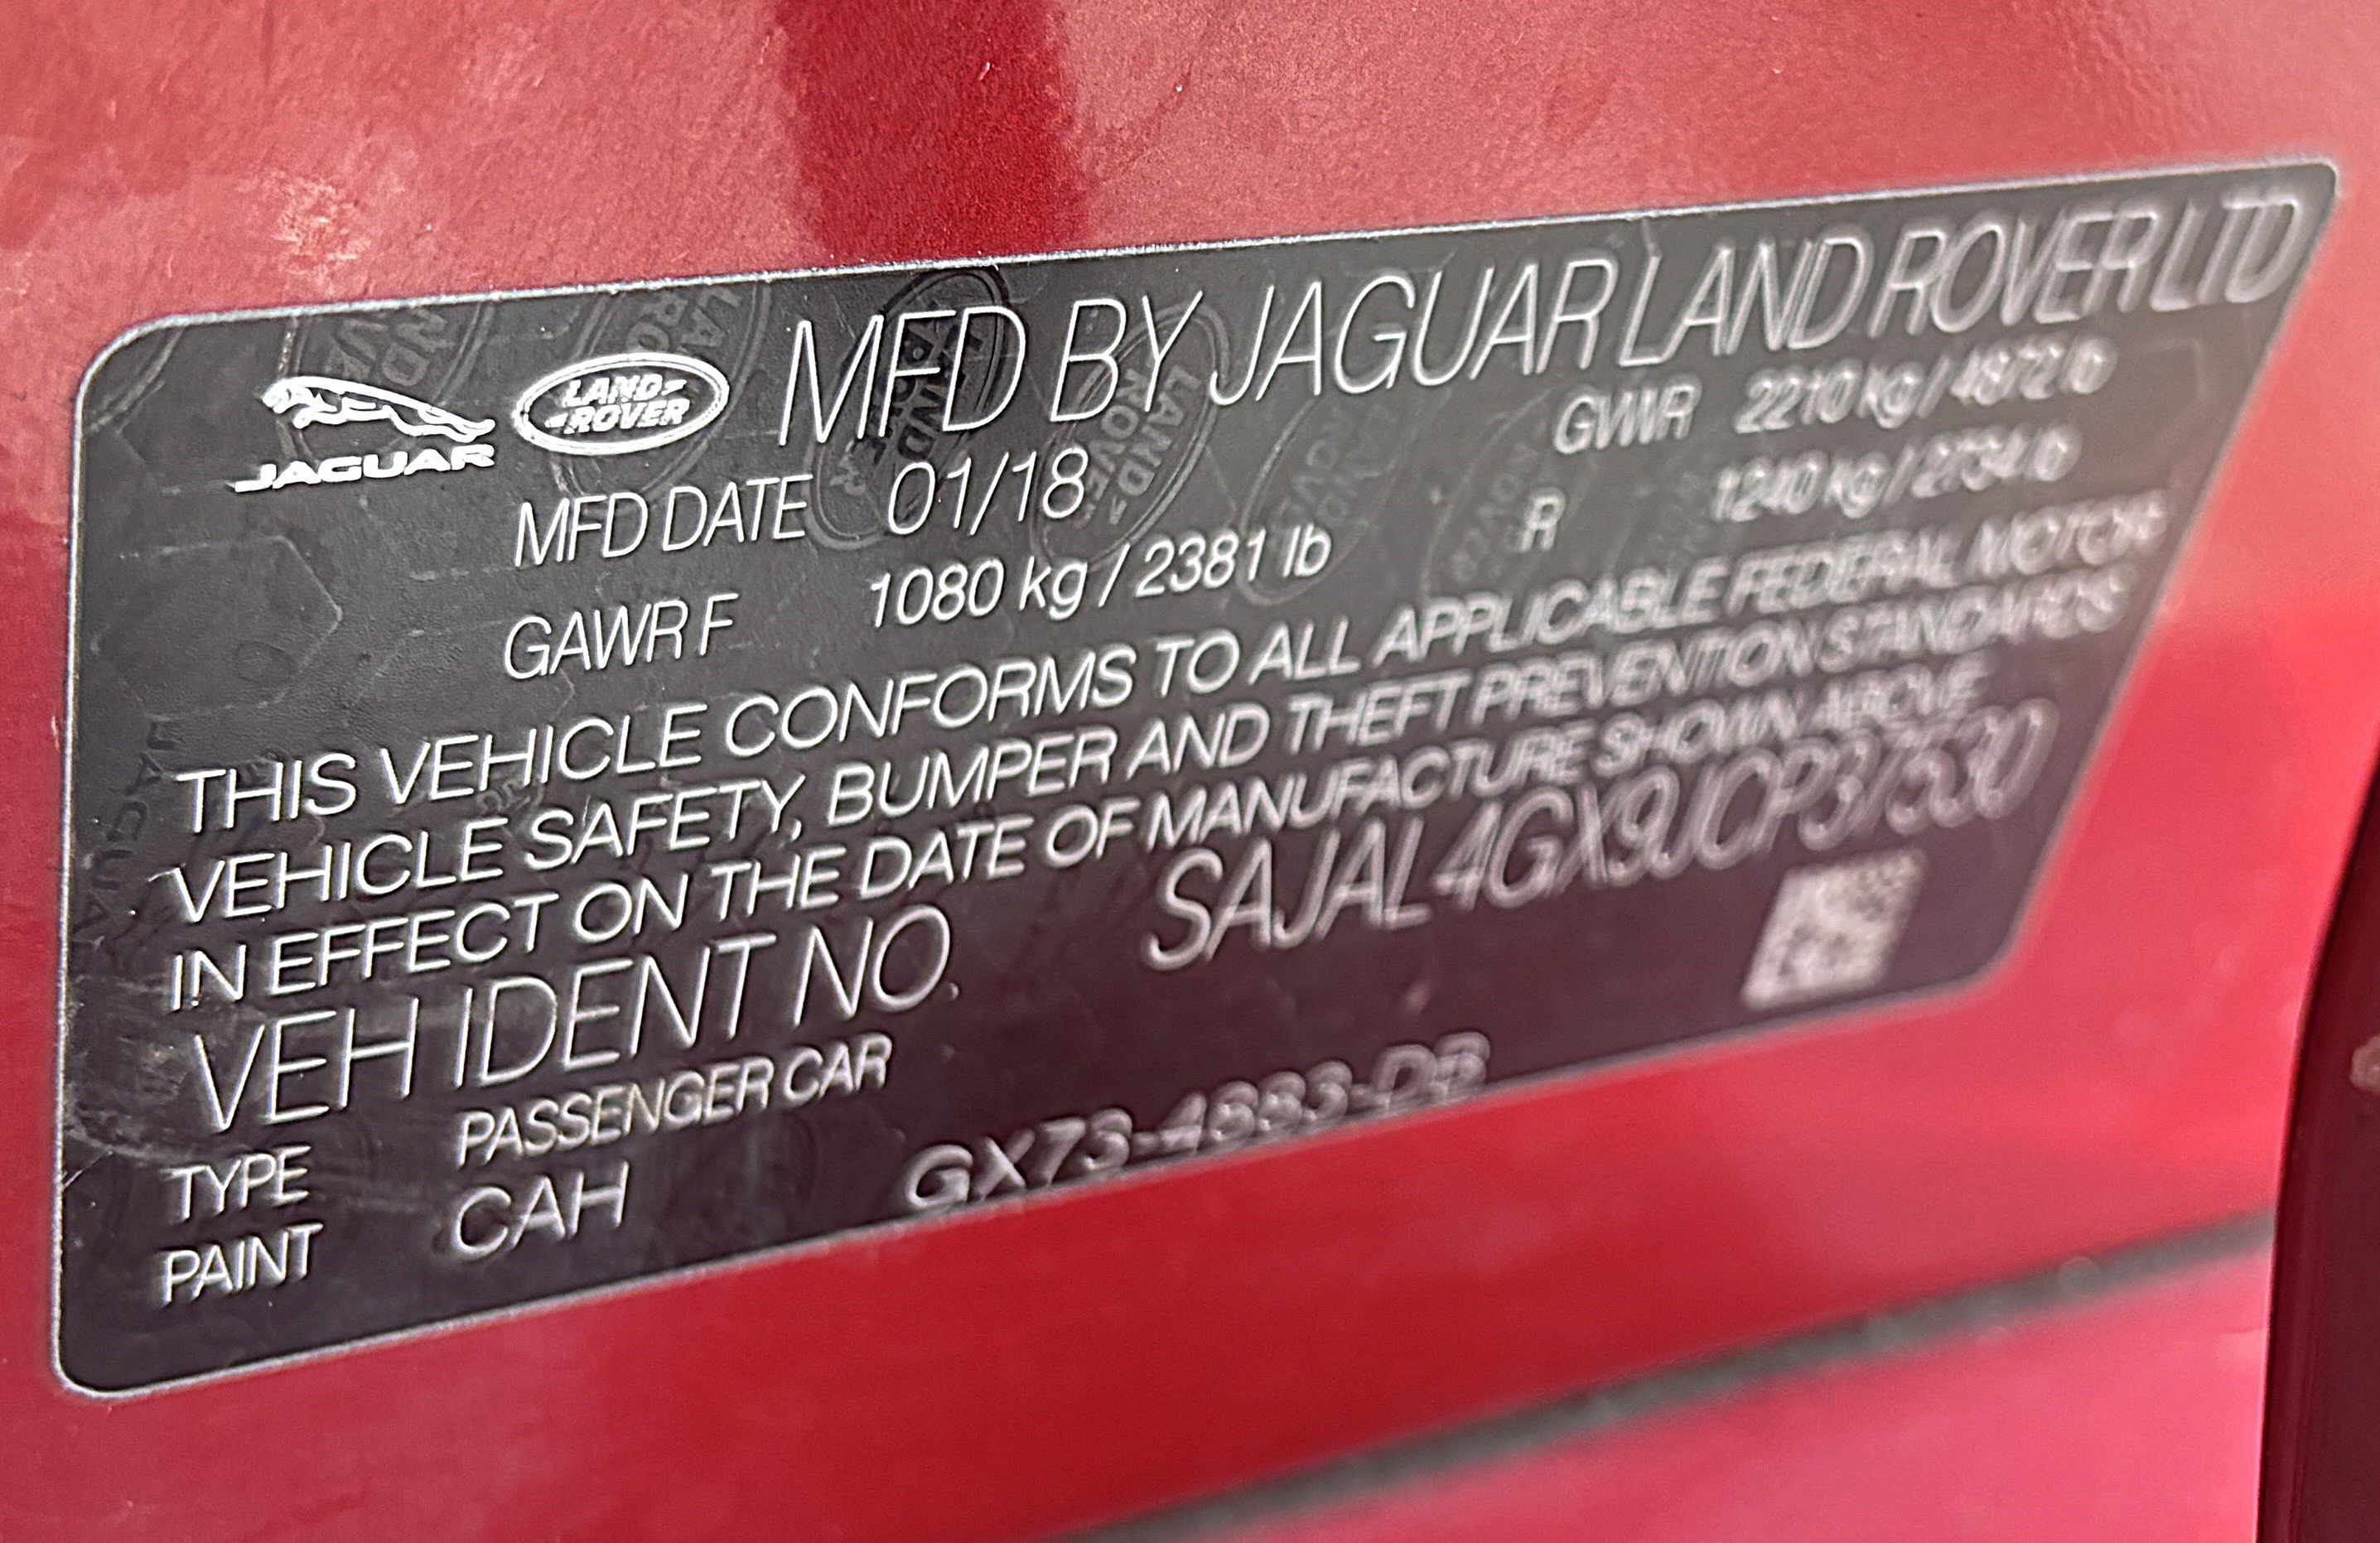 JAGUAR LAND ROVER MFD BY JAGUAR LAND ROVER LTD
MFD DATE 01/18 GVWR 2210 kg / 4872 lb
GAWR F 1080 kg / 2381 lb R 1240 kg / 2734 lb
THIS VEHICLE CONFORMS TO ALL APPLICABLE FEDERAL MOTOR
VEHICLE SAFETY, BUMPER AND THEFT PREVENTION STANDARDS
IN EFFECT ON THE DATE OF MANUFACTURE SHOWN ABOVE
VEH IDENT NO. SAJAL4GX9JCP37530
TYPE PASSENGER CAR
PAINT CAH GX73-4883-DB